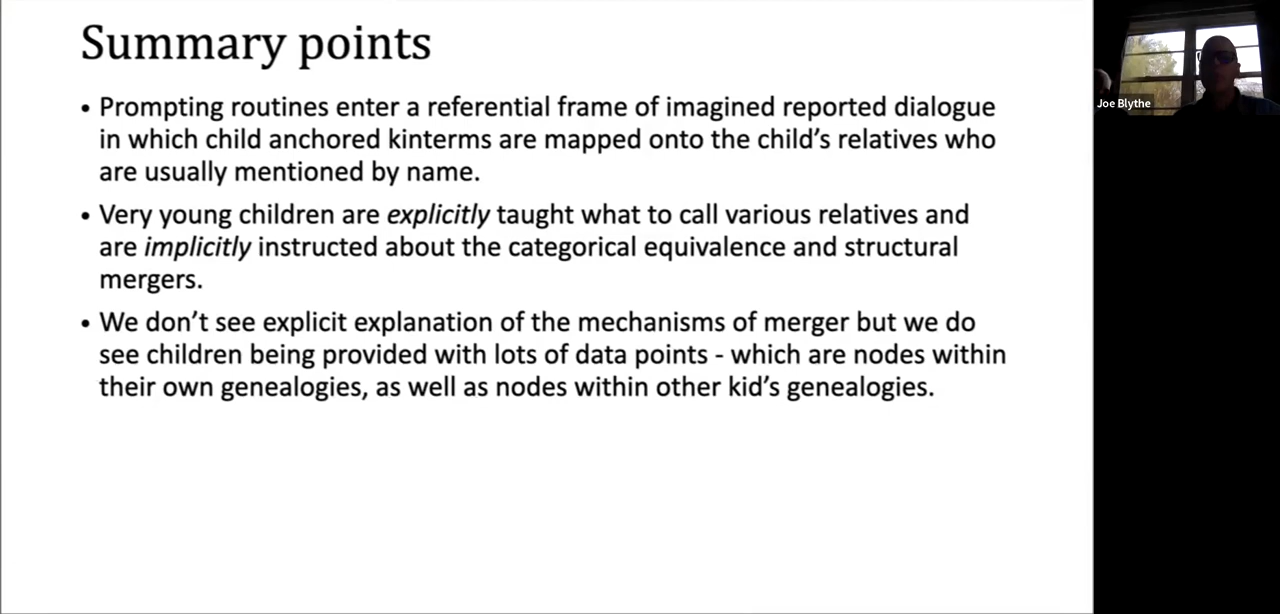 Summary points
• Prompting routines enter a referential frame of imagined reported dialogue
in which child anchored kinterms are mapped onto the child’s relatives who
are usually mentioned by name.
• Very young children are explicitly taught what to call various relatives and
are implicitly instructed about the categorical equivalence and structural
mergers.
• We don’t see explicit explanation of the mechanisms of merger but we do
see children being provided with lots of data points - which are nodes within
their own genealogies, as well as nodes within other kid’s genealogies.
Joe Blythe